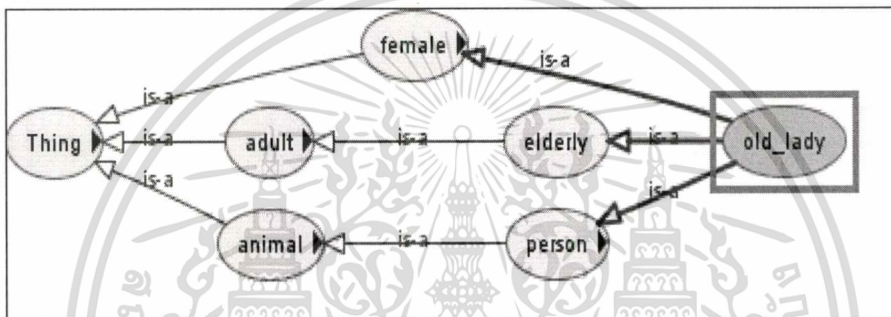 female
is-a
is-a
Thing
is-a
adult
is-a
elderly
is-a
old_lady
is-a
is-a
animal
is-a
person